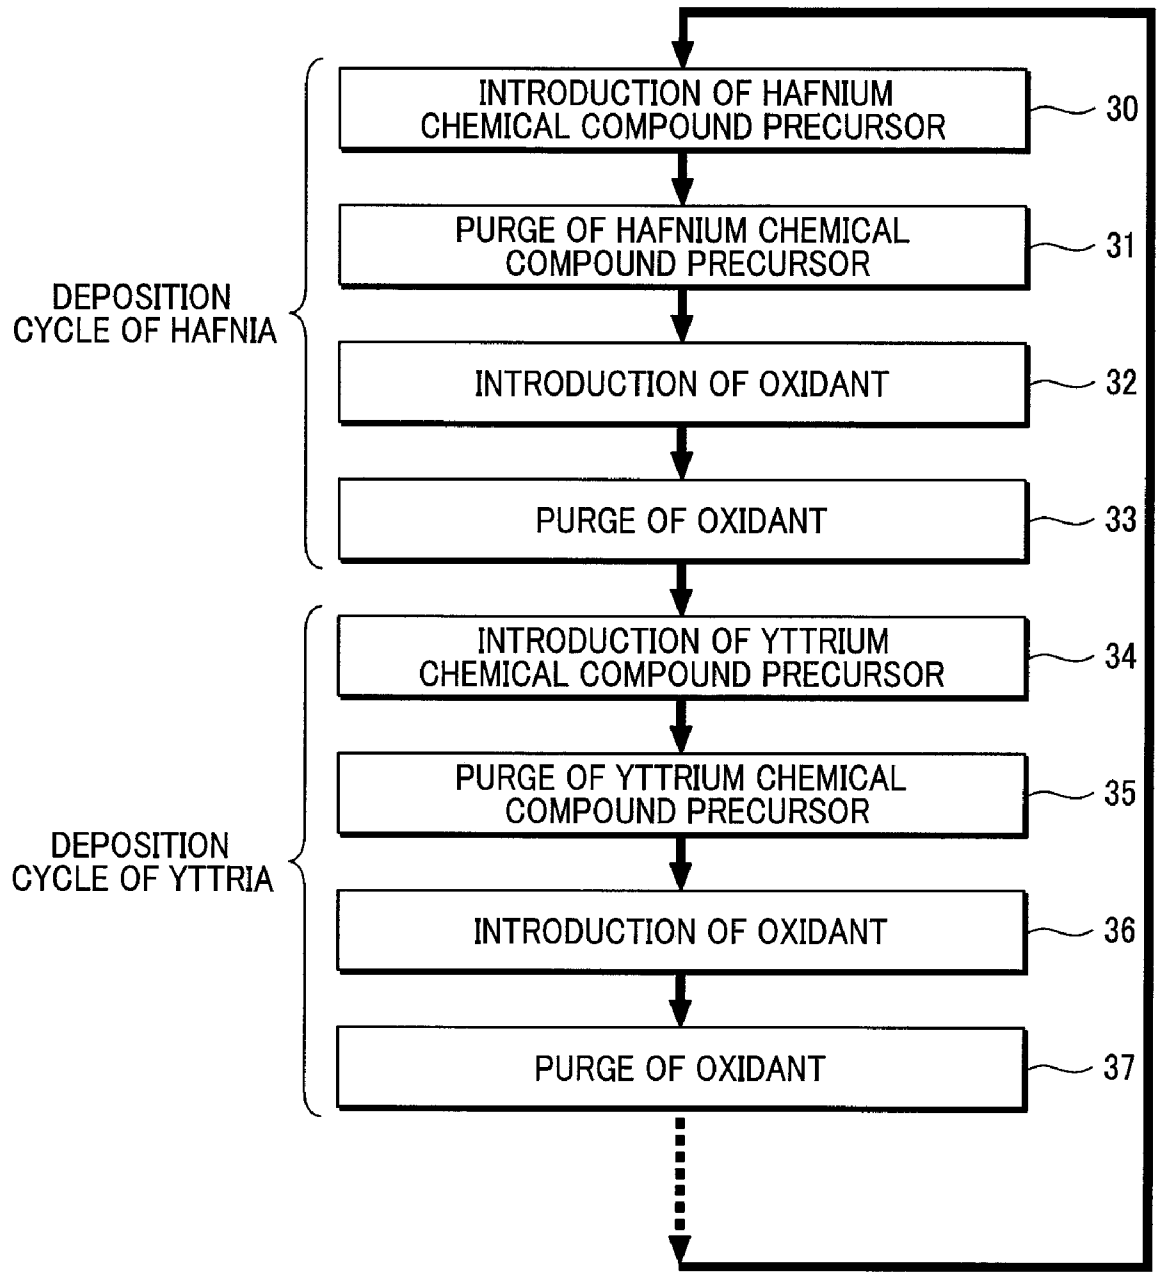 INTRODUCTION OF HAFNIUM
CHEMICAL COMPOUND PRECURSOR
30
PURGE OF HAFNIUM CHEMICAL
COMPOUND PRECURSOR
31
DEPOSITION
CYCLE OF HAFNIA
INTRODUCTION OF OXIDANT
32
PURGE OF OXIDANT
33
INTRODUCTION OF YTTRIUM
CHEMICAL COMPOUND PRECURSOR
34
PURGE OF YTTRIUM CHEMICAL
COMPOUND PRECURSOR
35
DEPOSITION
CYCLE OF YTTRIA
INTRODUCTION OF OXIDANT
36
PURGE OF OXIDANT
37